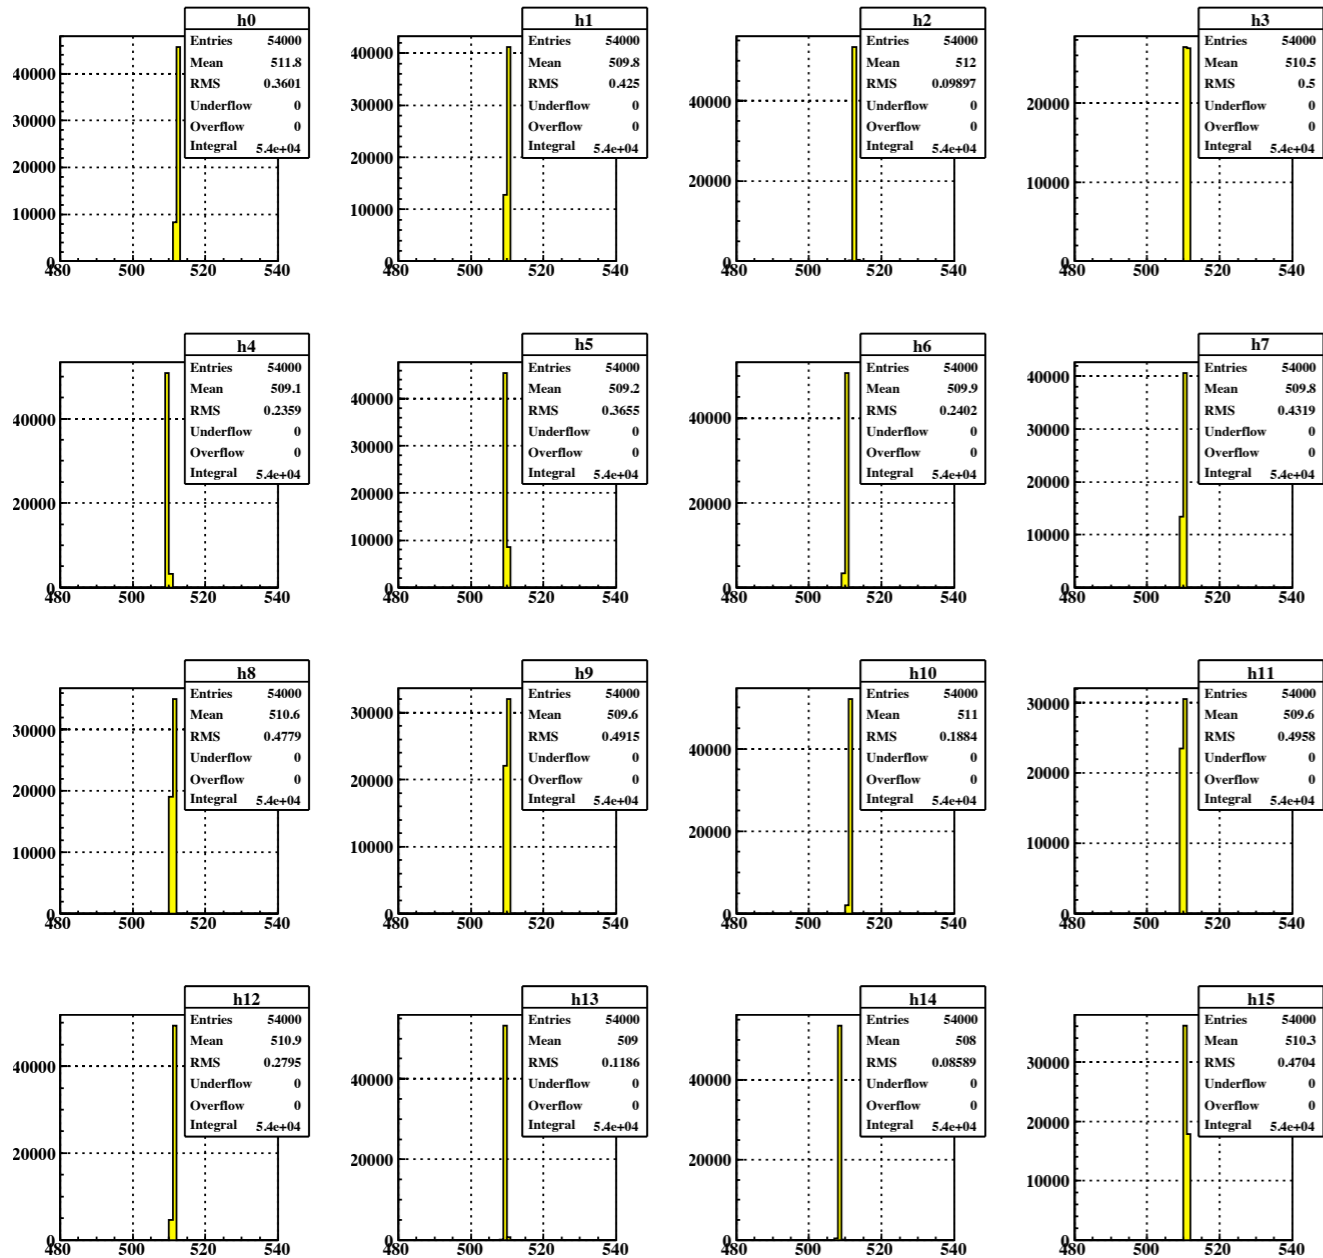 h0
Entries 54000
Mean 511.8
RMS 0.3601
Underflow 0
Overflow 0
Integral 5.4e+04
40000
30000
20000
10000
0
480 500 520 540
h1
Entries 54000
Mean 509.8
RMS 0.425
Underflow 0
Overflow 0
Integral 5.4e+04
40000
30000
20000
10000
0
480 500 520 540
h2
Entries 54000
Mean 512
RMS 0.09897
Underflow 0
Overflow 0
Integral 5.4e+04
40000
20000
0
480 500 520 540
h3
Entries 54000
Mean 510.5
RMS 0.5
Underflow 0
Overflow 0
Integral 5.4e+04
20000
10000
0
480 500 520 540
h4
Entries 54000
Mean 509.1
RMS 0.2359
Underflow 0
Overflow 0
Integral 5.4e+04
40000
20000
0
480 500 520 540
h5
Entries 54000
Mean 509.2
RMS 0.3655
Underflow 0
Overflow 0
Integral 5.4e+04
40000
30000
20000
10000
0
480 500 520 540
h6
Entries 54000
Mean 509.9
RMS 0.2402
Underflow 0
Overflow 0
Integral 5.4e+04
40000
20000
0
480 500 520 540
h7
Entries 54000
Mean 509.8
RMS 0.4319
Underflow 0
Overflow 0
Integral 5.4e+04
40000
30000
20000
10000
0
480 500 520 540
h8
Entries 54000
Mean 510.6
RMS 0.4779
Underflow 0
Overflow 0
Integral 5.4e+04
30000
20000
10000
0
480 500 520 540
h9
Entries 54000
Mean 509.6
RMS 0.4915
Underflow 0
Overflow 0
Integral 5.4e+04
30000
20000
10000
0
480 500 520 540
h10
Entries 54000
Mean 511
RMS 0.1884
Underflow 0
Overflow 0
Integral 5.4e+04
40000
20000
0
480 500 520 540
h11
Entries 54000
Mean 509.6
RMS 0.4958
Underflow 0
Overflow 0
Integral 5.4e+04
30000
20000
10000
0
480 500 520 540
h12
Entries 54000
Mean 510.9
RMS 0.2795
Underflow 0
Overflow 0
Integral 5.4e+04
40000
20000
0
480 500 520 540
h13
Entries 54000
Mean 509
RMS 0.1186
Underflow 0
Overflow 0
Integral 5.4e+04
40000
20000
0
480 500 520 540
h14
Entries 54000
Mean 508
RMS 0.08589
Underflow 0
Overflow 0
Integral 5.4e+04
40000
20000
0
480 500 520 540
h15
Entries 54000
Mean 510.3
RMS 0.4704
Underflow 0
Overflow 0
Integral 5.4e+04
30000
20000
10000
0
480 500 520 540